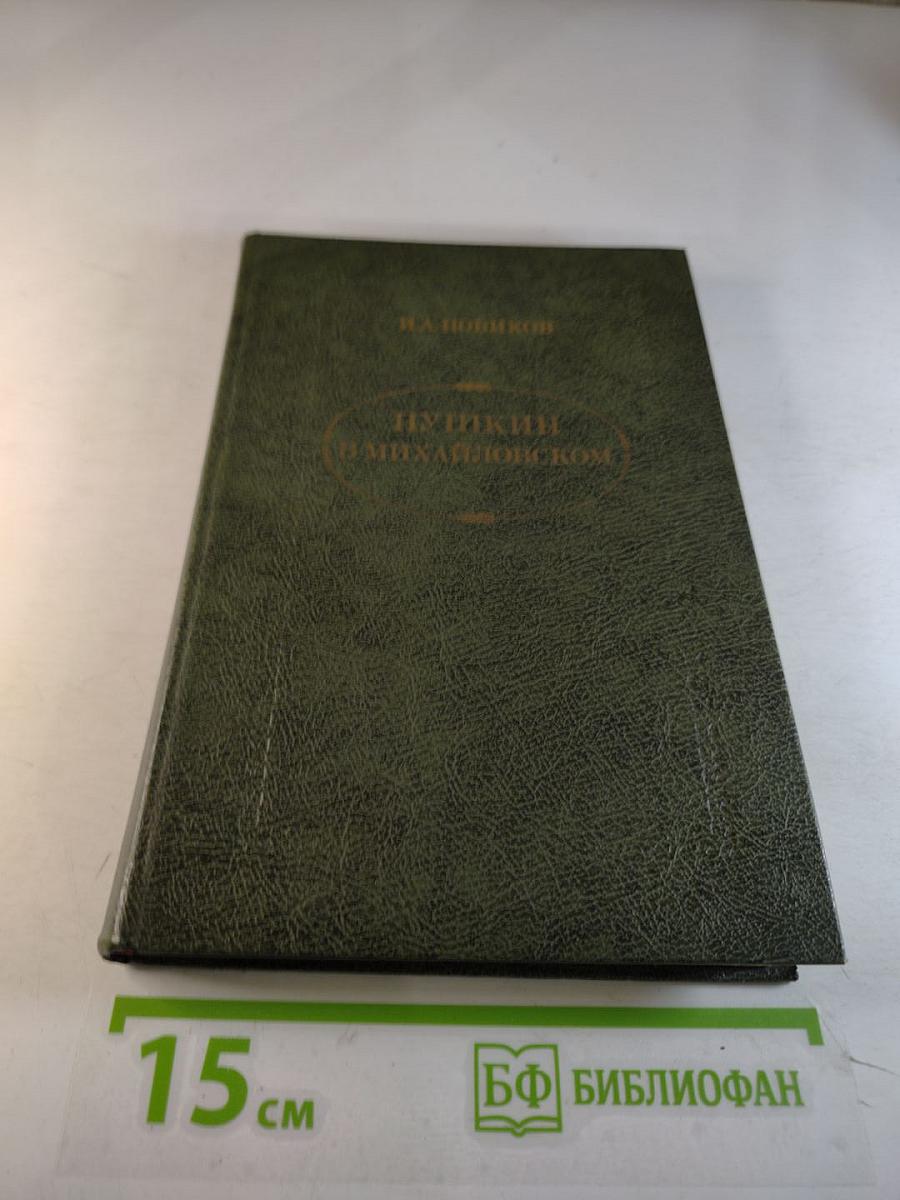 И.А.НОВИКОВ
ПУШКИН
В МИХАЙЛОВСКОМ
15 см
БФ БИБЛИОФАН